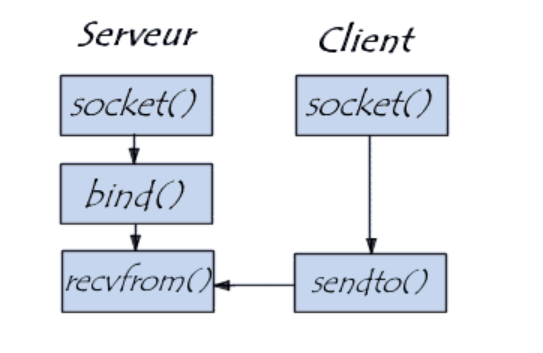 Serveur
Client
socket()
socket()
bind()
recvfrom()
sendto()